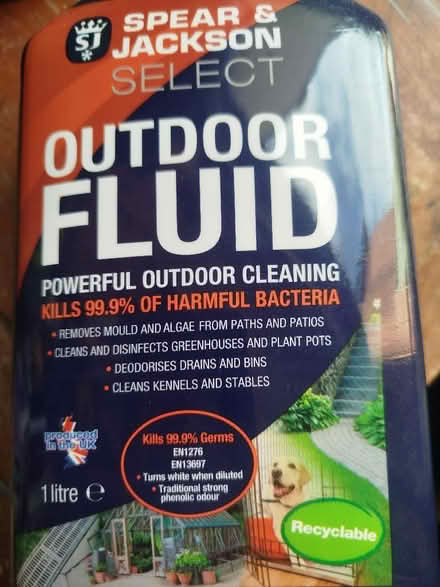 SJ
SPEAR &
JACKSON
SELECT
OUTDOOR
FLUID
POWERFUL OUTDOOR CLEANING
KILLS 99.9% OF HARMFUL BACTERIA
• REMOVES MOULD AND ALGAE FROM PATHS AND PATIOS
• CLEANS AND DISINFECTS GREENHOUSES AND PLANT POTS
• DEODORISES DRAINS AND BINS
• CLEANS KENNELS AND STABLES
produced
in the UK
1 litre e
Kills 99.9% Germs
EN1276
EN13697
• Turns white when diluted
• Traditional strong
phenolic odour
Recyclable